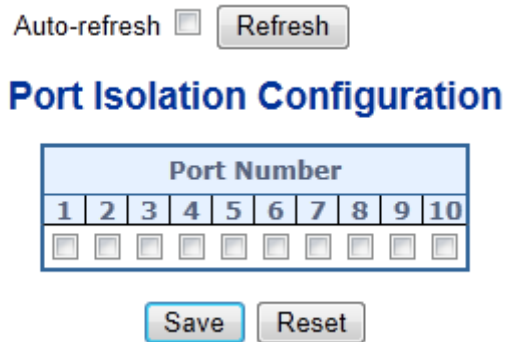 Auto-refresh Refresh
Port Isolation Configuration
Port Number
1 2 3 4 5 6 7 8 9 10
Save Reset